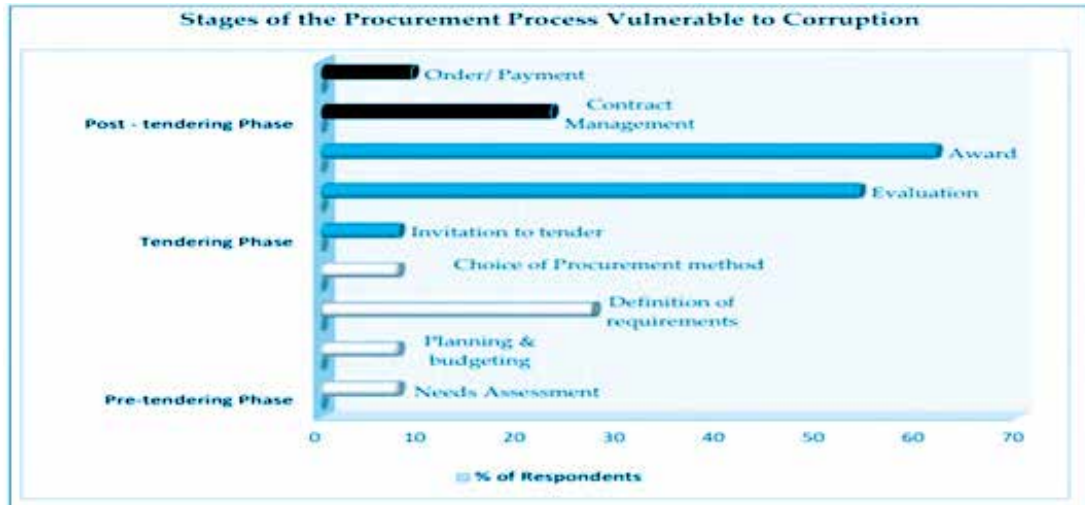 Stages of the Procurement Process Vulnerable to Corruption
Order/ Payment
Contract
Management
Post - tendering Phase
Award
Evaluation
Invitation to tender
Tendering Phase
Choice of Procurement method
Definition of
requirements
Planning &
budgeting
Needs Assessment
Pre-tendering Phase
0 10 20 30 40 50 60 70
% of Respondents